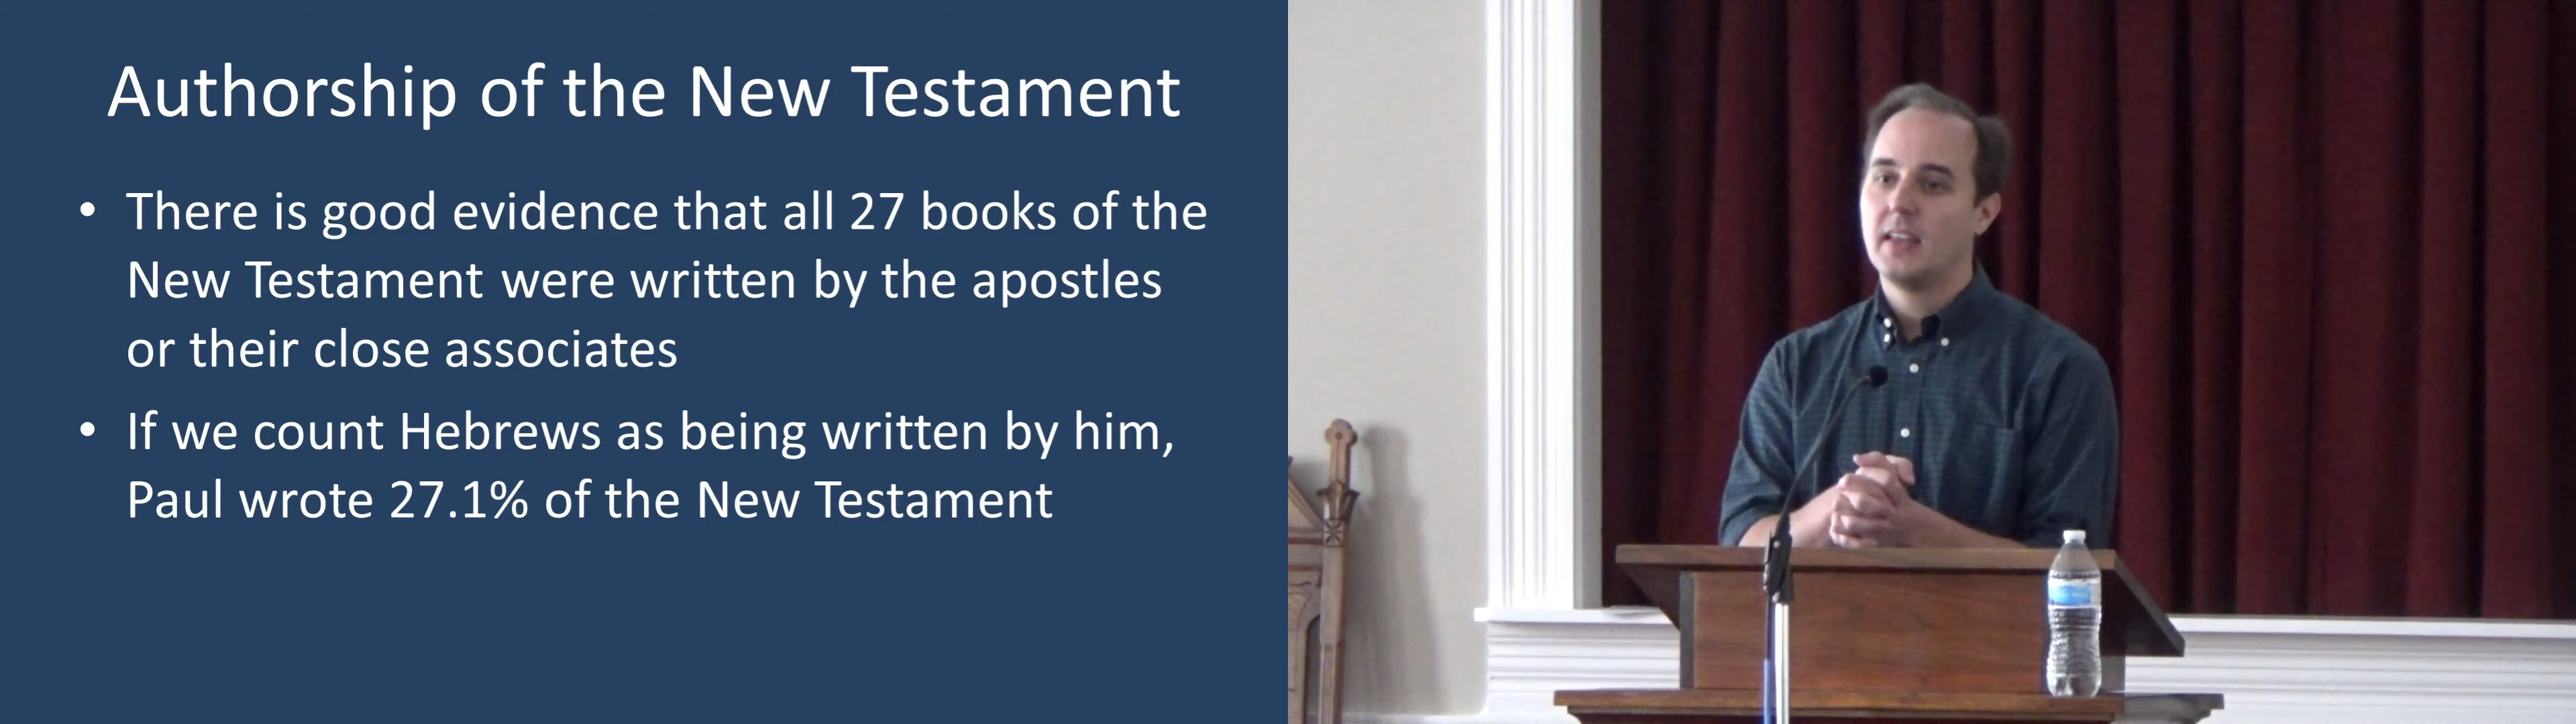 Authorship of the New Testament
• There is good evidence that all 27 books of the
New Testament were written by the apostles
or their close associates
• If we count Hebrews as being written by him,
Paul wrote 27.1% of the New Testament